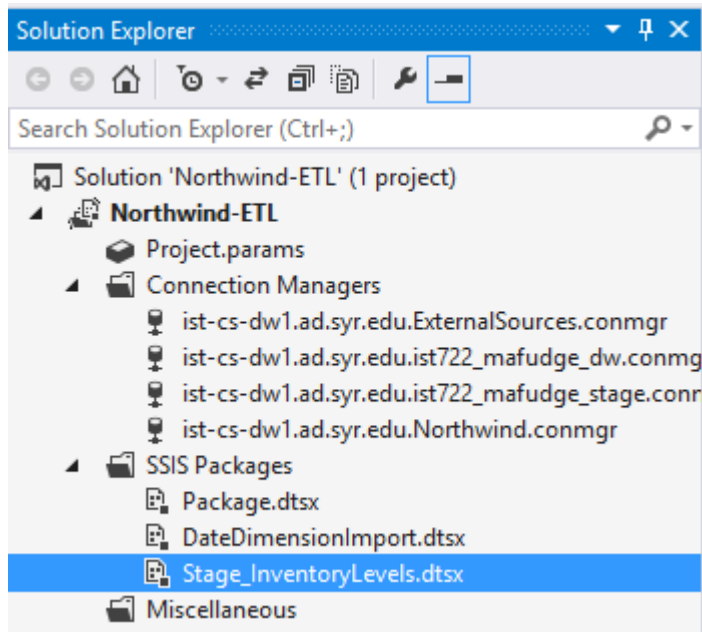 Solution Explorer
Search Solution Explorer (Ctrl+;)
Solution 'Northwind-ETL' (1 project)
Northwind-ETL
Project.params
Connection Managers
ist-cs-dw1.ad.syr.edu.ExternalSources.conmgr
ist-cs-dw1.ad.syr.edu.ist722_mafudge_dw.conmg
ist-cs-dw1.ad.syr.edu.ist722_mafudge_stage.conr
ist-cs-dw1.ad.syr.edu.Northwind.conmgr
SSIS Packages
Package.dtsx
DateDimensionImport.dtsx
Stage_InventoryLevels.dtsx
Miscellaneous